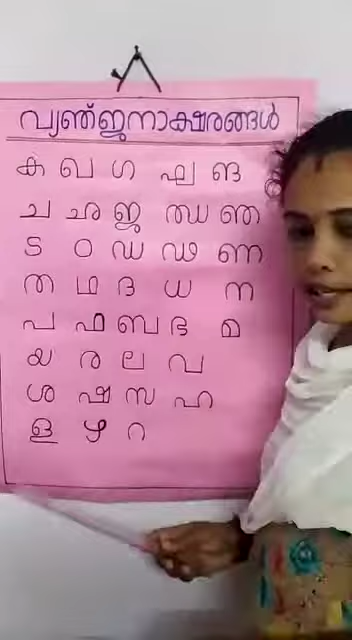 വ്യഞ്ജനാക്ഷരങ്ങൾ
ക ഖ ഗ ഘ ങ
ച ഛ ജ ഝ ഞ
ട ഠ ഡ ഢ ണ
ത ഥ ദ ധ ന
പ ഫ ബ ഭ മ
യ ര ല വ
ശ ഷ സ ഹ
ള ഴ റ